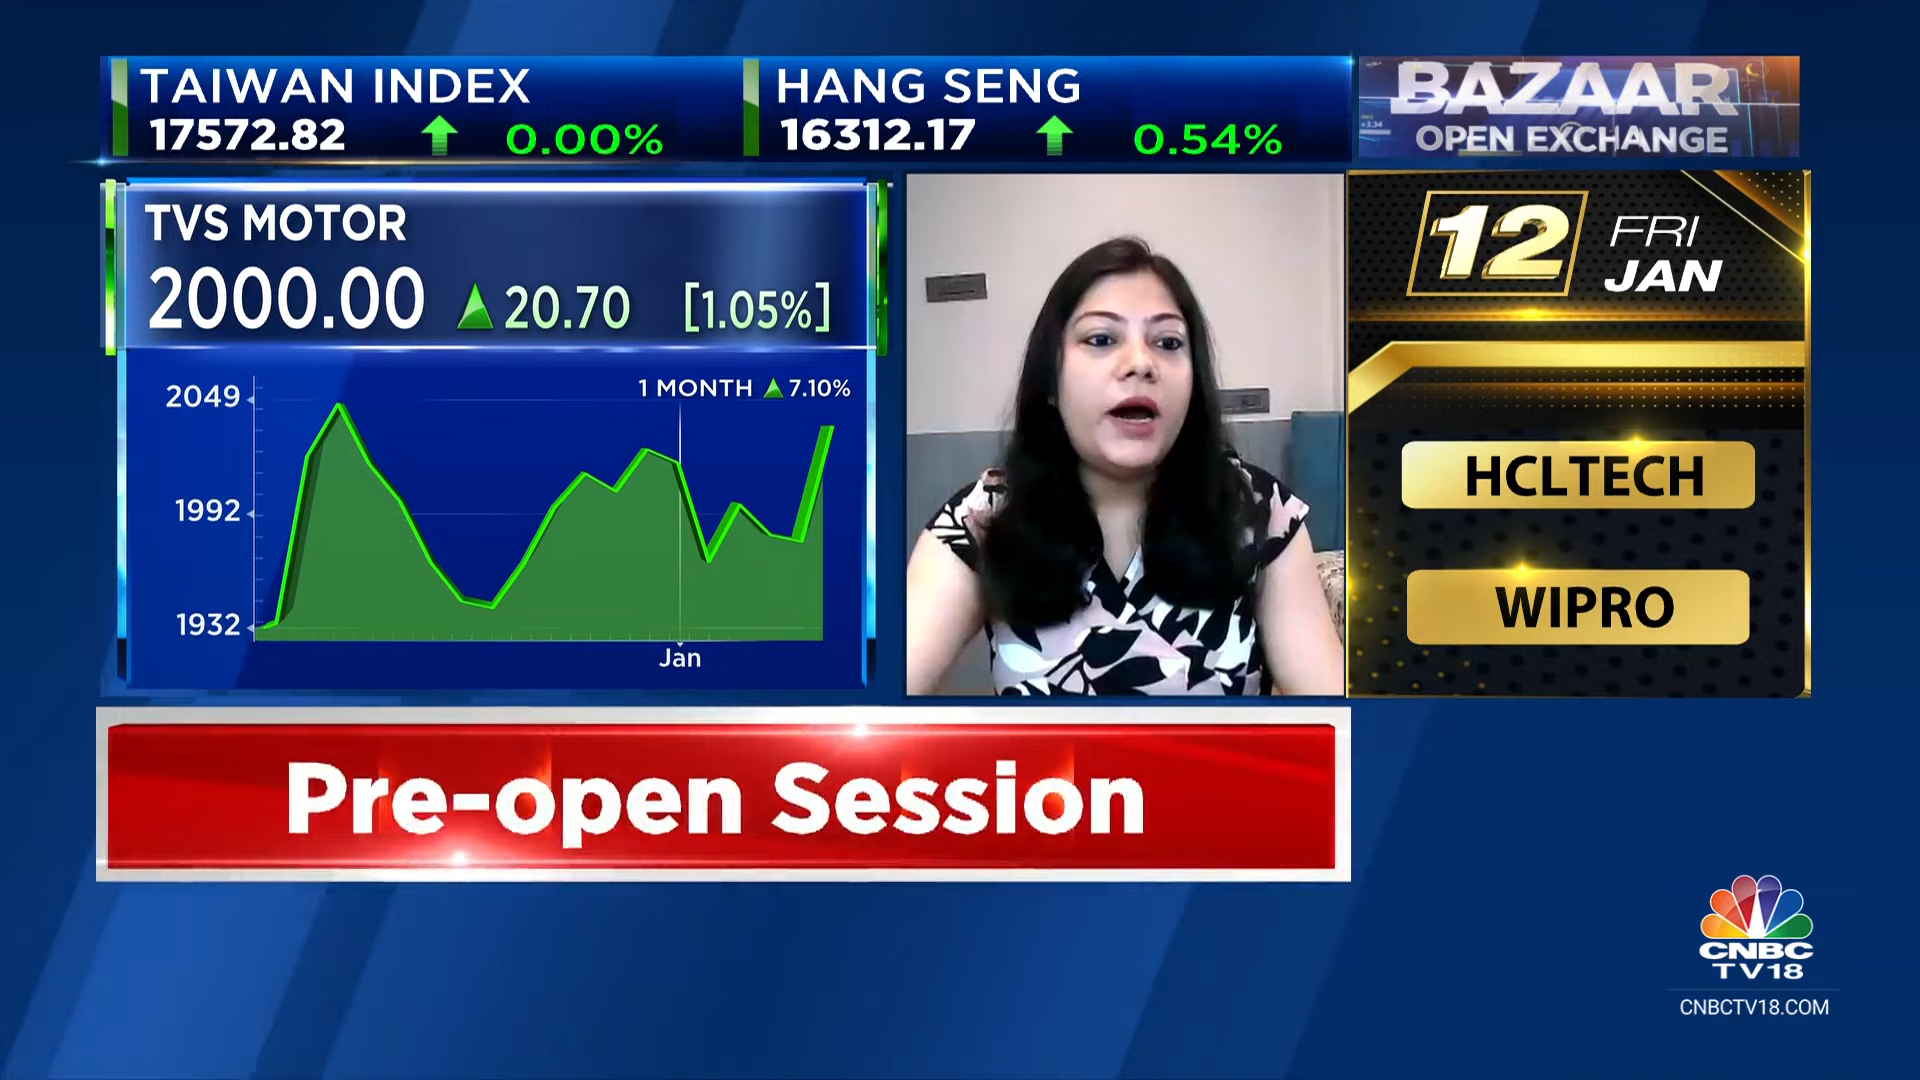 TAIWAN INDEX
17572.82 0.00%
HANG SENG
16312.17 0.54%
BAZAAR
OPEN EXCHANGE
TVS MOTOR
2000.00 20.70 [1.05%]
1 MONTH 7.10%
2049
1992
1932
Jan
12 FRI
JAN
HCLTECH
WIPRO
Pre-open Session
CNBC
TV18
CNBCTV18.COM